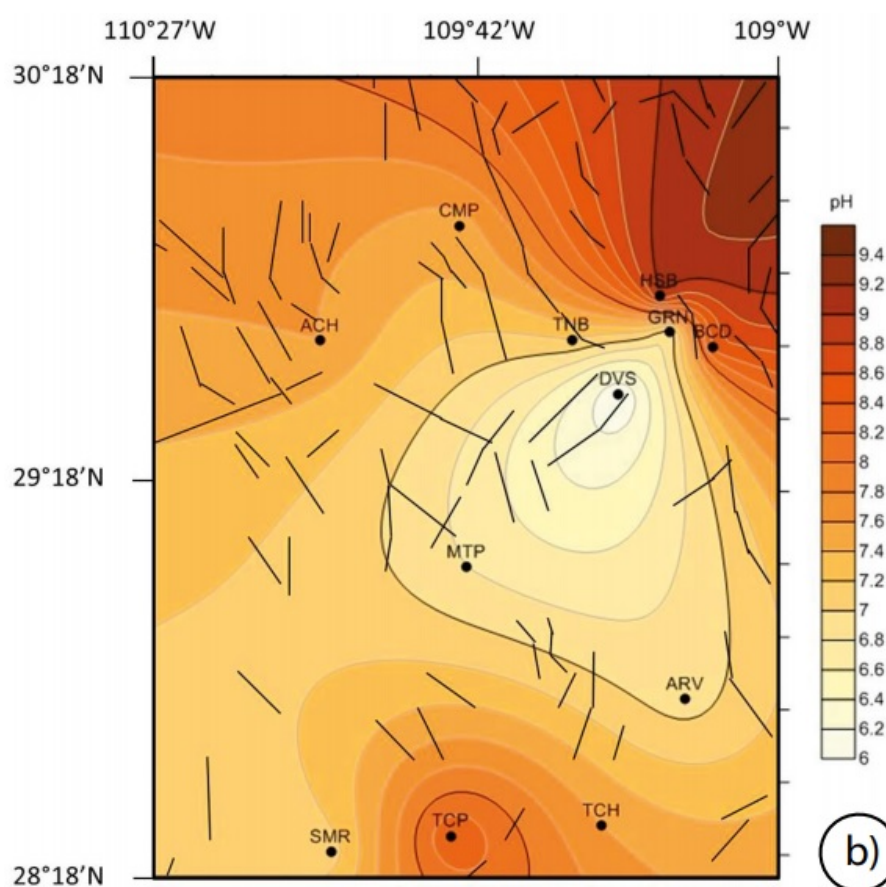 110°27’W 109°42’W 109°W
30°18’N
pH
CMP
9.4
HSB
9.2
ACH TNB GRN BCD
9
8.8
8.6
DVS
8.4
8.2
8
29°18’N
7.8
7.6
7.4
MTP
7.2
7
6.8
6.6
ARV
6.4
6.2
6
TCP TCH
SMR
b)
28°18’N